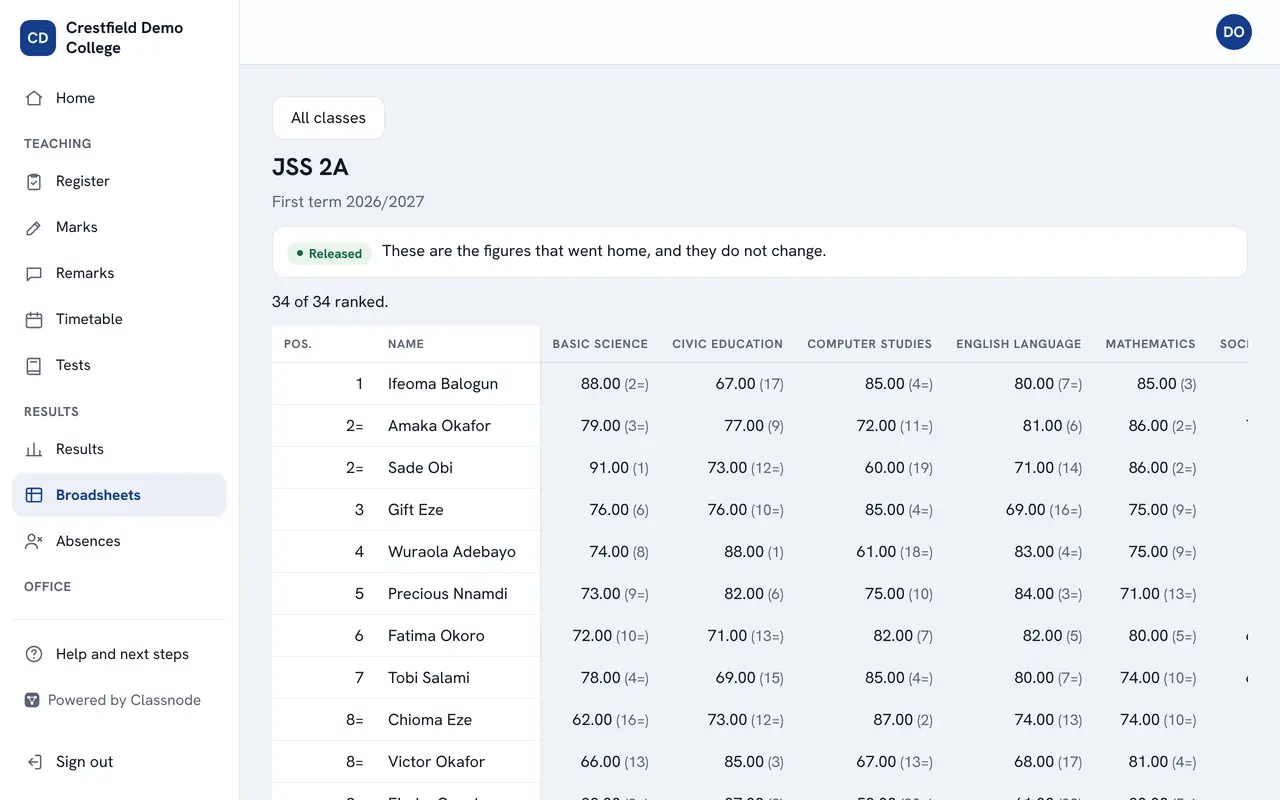 CD
Crestfield Demo
College
DO
Home
TEACHING
Register
Marks
Remarks
Timetable
Tests
RESULTS
Results
Broadsheets
Absences
OFFICE
Help and next steps
Powered by Classnode
Sign out
All classes
JSS 2A
First term 2026/2027
Released These are the figures that went home, and they do not change.
34 of 34 ranked.
POS. NAME BASIC SCIENCE CIVIC EDUCATION COMPUTER STUDIES ENGLISH LANGUAGE MATHEMATICS
1 Ifeoma Balogun 88.00 (2=) 67.00 (17) 85.00 (4=) 80.00 (7=) 85.00 (3)
2= Amaka Okafor 79.00 (3=) 77.00 (9) 72.00 (11=) 81.00 (6) 86.00 (2=)
2= Sade Obi 91.00 (1) 73.00 (12=) 60.00 (19) 71.00 (14) 86.00 (2=)
3 Gift Eze 76.00 (6) 76.00 (10=) 85.00 (4=) 69.00 (16=) 75.00 (9=)
4 Wuraola Adebayo 74.00 (8) 88.00 (1) 61.00 (18=) 83.00 (4=) 75.00 (9=)
5 Precious Nnamdi 73.00 (9=) 82.00 (6) 75.00 (10) 84.00 (3=) 71.00 (13=)
6 Fatima Okoro 72.00 (10=) 71.00 (13=) 82.00 (7) 82.00 (5) 80.00 (5=)
7 Tobi Salami 78.00 (4=) 69.00 (15) 85.00 (4=) 80.00 (7=) 74.00 (10=)
8= Chioma Eze 62.00 (16=) 73.00 (12=) 87.00 (2) 74.00 (13) 74.00 (10=)
8= Victor Okafor 66.00 (13) 85.00 (3) 67.00 (13=) 68.00 (17) 81.00 (4=)